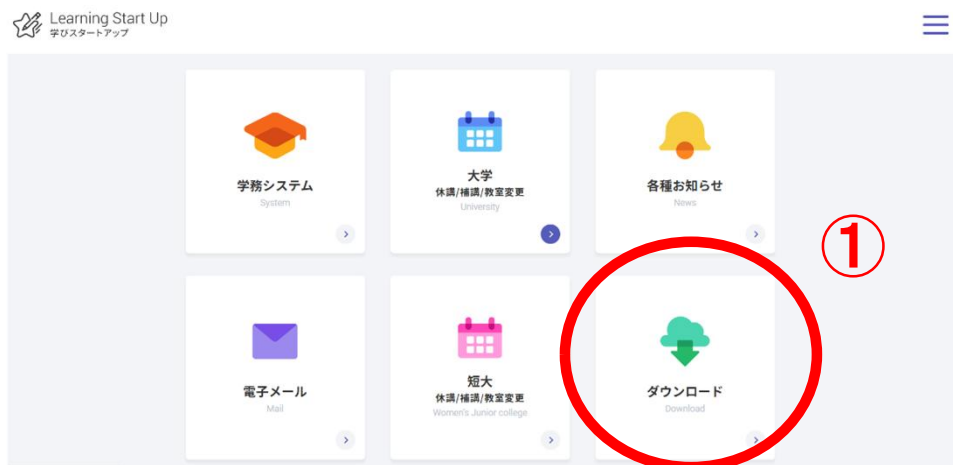 Learning Start Up
学びスタートアップ
学務システム
System
大学
休講/補講/教室変更
University
各種お知らせ
News
①
電子メール
Mail
短大
休講/補講/教室変更
Women's Junior college
ダウンロード
Download